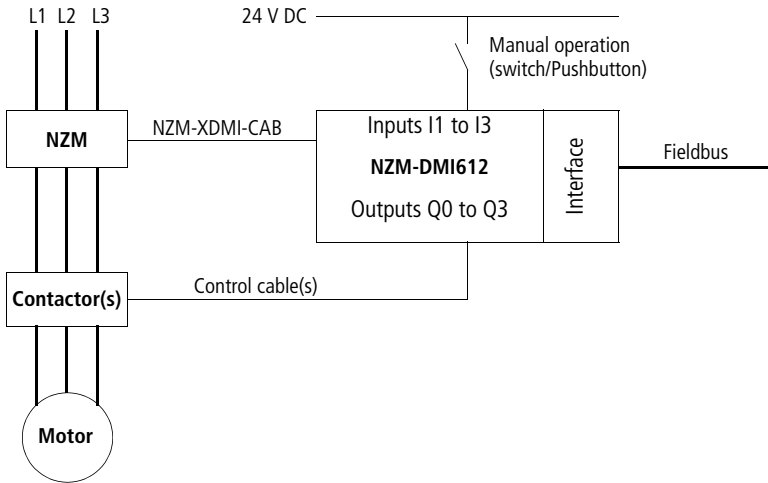 L1 L2 L3
24 V DC
Manual operation
(switch/Pushbutton)
NZM
NZM-XDMI-CAB
Inputs I1 to I3
NZM-DMI612
Outputs Q0 to Q3
Interface
Fieldbus
Contactor(s)
Control cable(s)
Motor